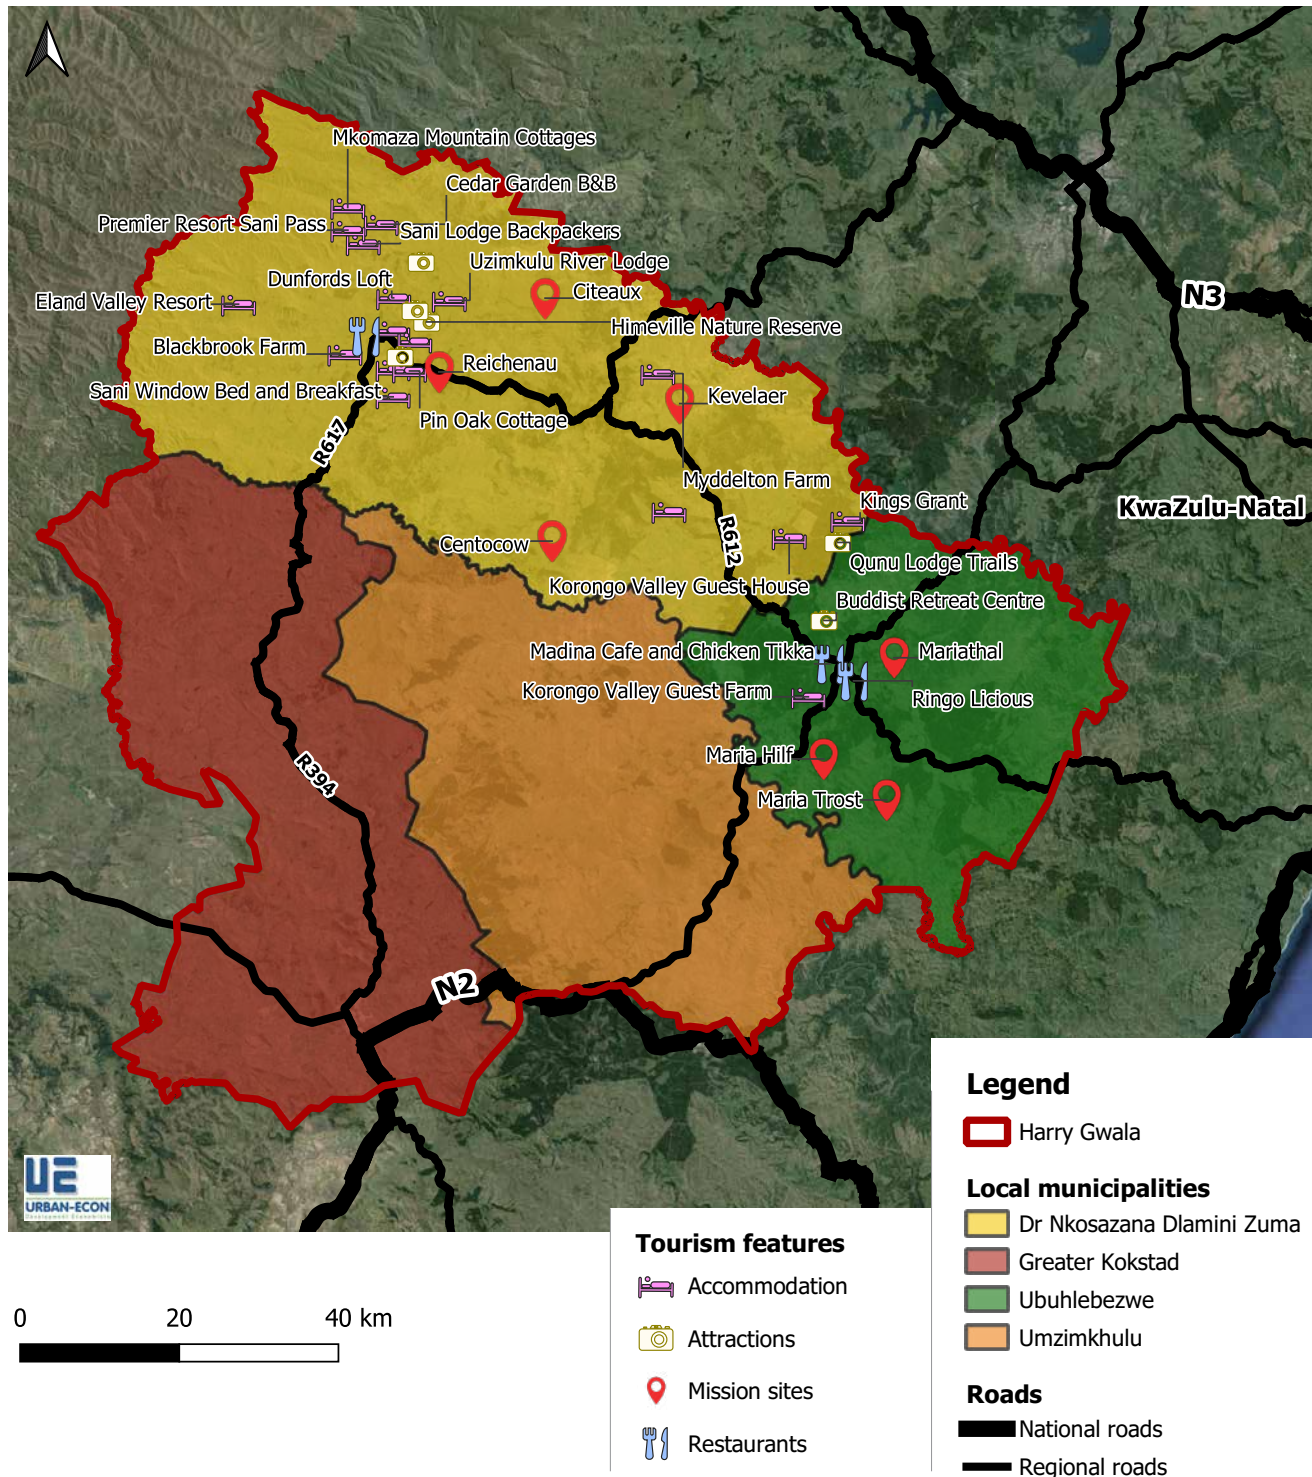 Mkomaza Mountain Cottages
Cedar Garden B&B
Premier Resort Sani Pass
Sani Lodge Backpackers
Uzimkulu River Lodge
Dunfords Loft
Citeaux
Eland Valley Resort
N3
Himeville Nature Reserve
Blackbrook Farm
Reichenau
Sani Window Bed and Breakfast
Kevelaer
Pin Oak Cottage
R617
Myddelton Farm
Kings Grant
KwaZulu-Natal
R612
Centocow
Qunu Lodge Trails
Korongo Valley Guest House
Buddist Retreat Centre
Madina Cafe and Chicken Tikka
Mariathal
Korongo Valley Guest Farm
Ringo Licious
Maria Hilf
R394
Maria Trost
N2
UE
URBAN-ECON
Development Economists
Legend
Harry Gwala
Local municipalities
Dr Nkosazana Dlamini Zuma
Greater Kokstad
Ubuhlebezwe
Umzimkhulu
Roads
National roads
Regional roads
Tourism features
Accommodation
Attractions
Mission sites
Restaurants
0 20 40 km